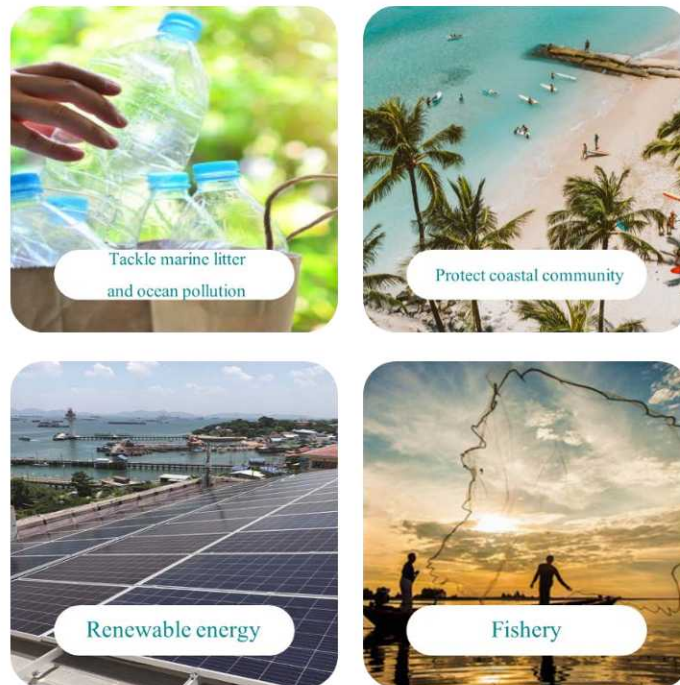 Tackle marine litter
and ocean pollution
Protect coastal community
Renewable energy
Fishery